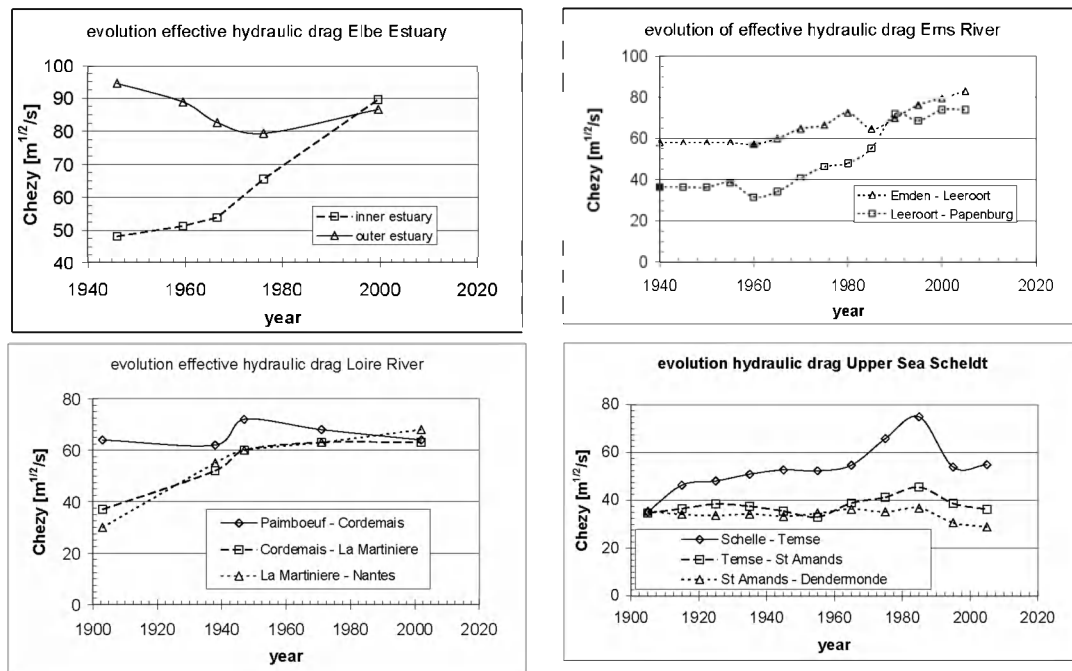 evolution effective hydraulic drag Elbe Estuary
Chezy [m1/2/s]
100
90
80
70
60
50
40
inner estuary
outer estuary
1940 1960 1980 2000 2020
year
evolution of effective hydraulic drag Ems River
Chezy [m1/2/s]
100
80
60
40
20
0
Emden - Leeroort
Leeroort - Papenburg
1940 1960 1980 2000 2020
year
evolution effective hydraulic drag Loire River
Chezy [m1/2/s]
80
60
40
20
0
Paimboeuf - Cordemais
Cordemais - La Martiniere
La Martiniere - Nantes
1900 1920 1940 1960 1980 2000 2020
year
evolution hydraulic drag Upper Sea Scheldt
Chezy [m1/2/s]
80
60
40
20
0
Schelle - Temse
Temse - St Amands
St Amands - Dendermonde
1900 1920 1940 1960 1980 2000 2020
year